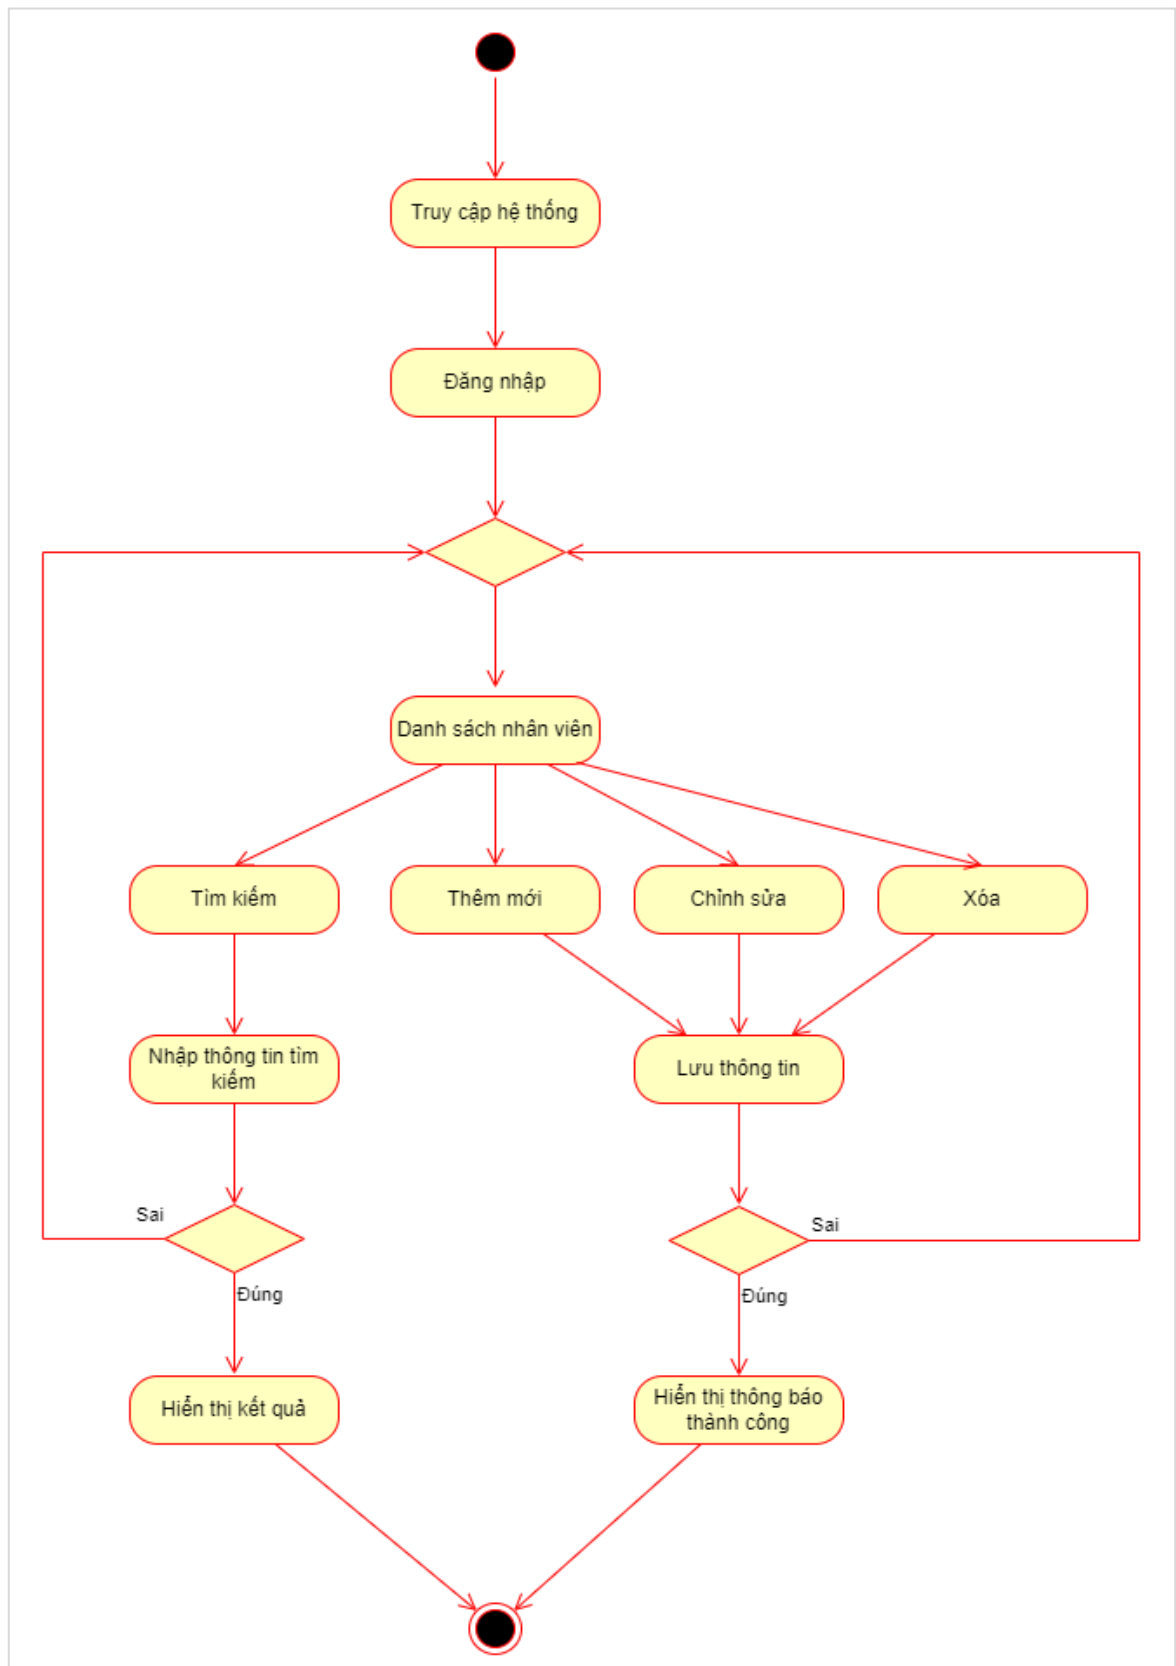 Truy cập hệ thống
Đăng nhập
Danh sách nhân viên
Tìm kiếm
Thêm mới
Chỉnh sửa
Xóa
Nhập thông tin tìm
kiếm
Lưu thông tin
Sai
Sai
Đúng
Đúng
Hiển thị kết quả
Hiển thị thông báo
thành công